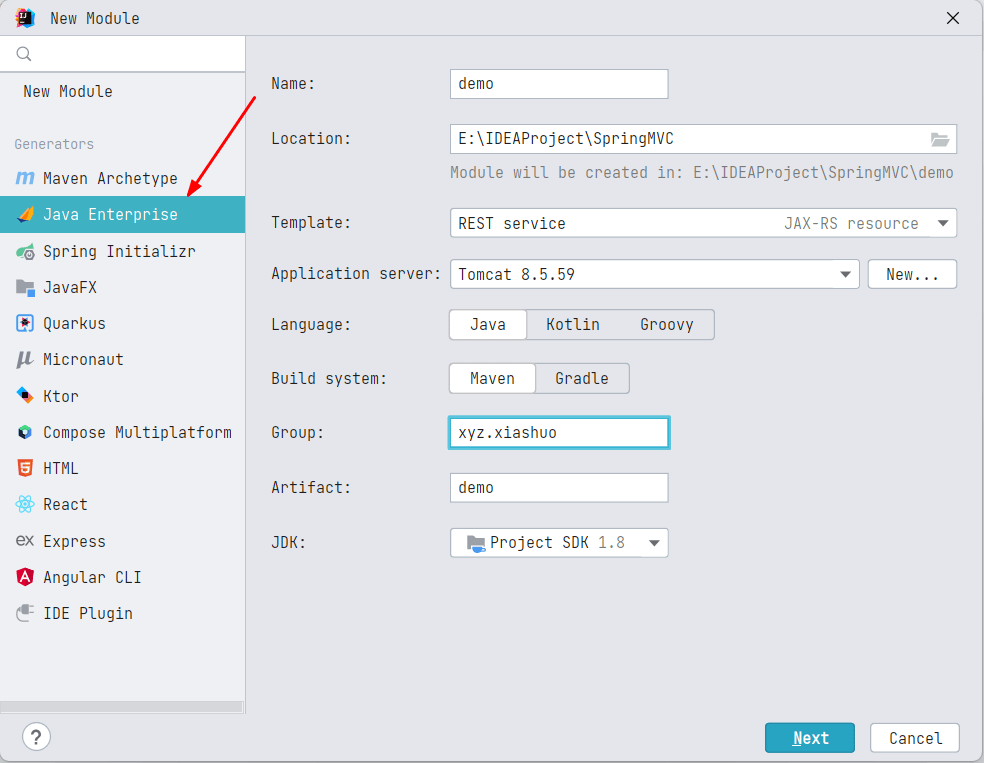 New Module
New Module
Generators
Maven Archetype
Java Enterprise
Spring Initializr
JavaFX
Quarkus
Micronaut
Ktor
Compose Multiplatform
HTML
React
Express
Angular CLI
IDE Plugin
Name: demo
Location: E:\IDEAProject\SpringMVC
Module will be created in: E:\IDEAProject\SpringMVC\demo
Template: REST service JAX-RS resource
Application server: Tomcat 8.5.59 New...
Language: Java Kotlin Groovy
Build system: Maven Gradle
Group: xyz.xiashuo
Artifact: demo
JDK: Project SDK 1.8
? Next Cancel